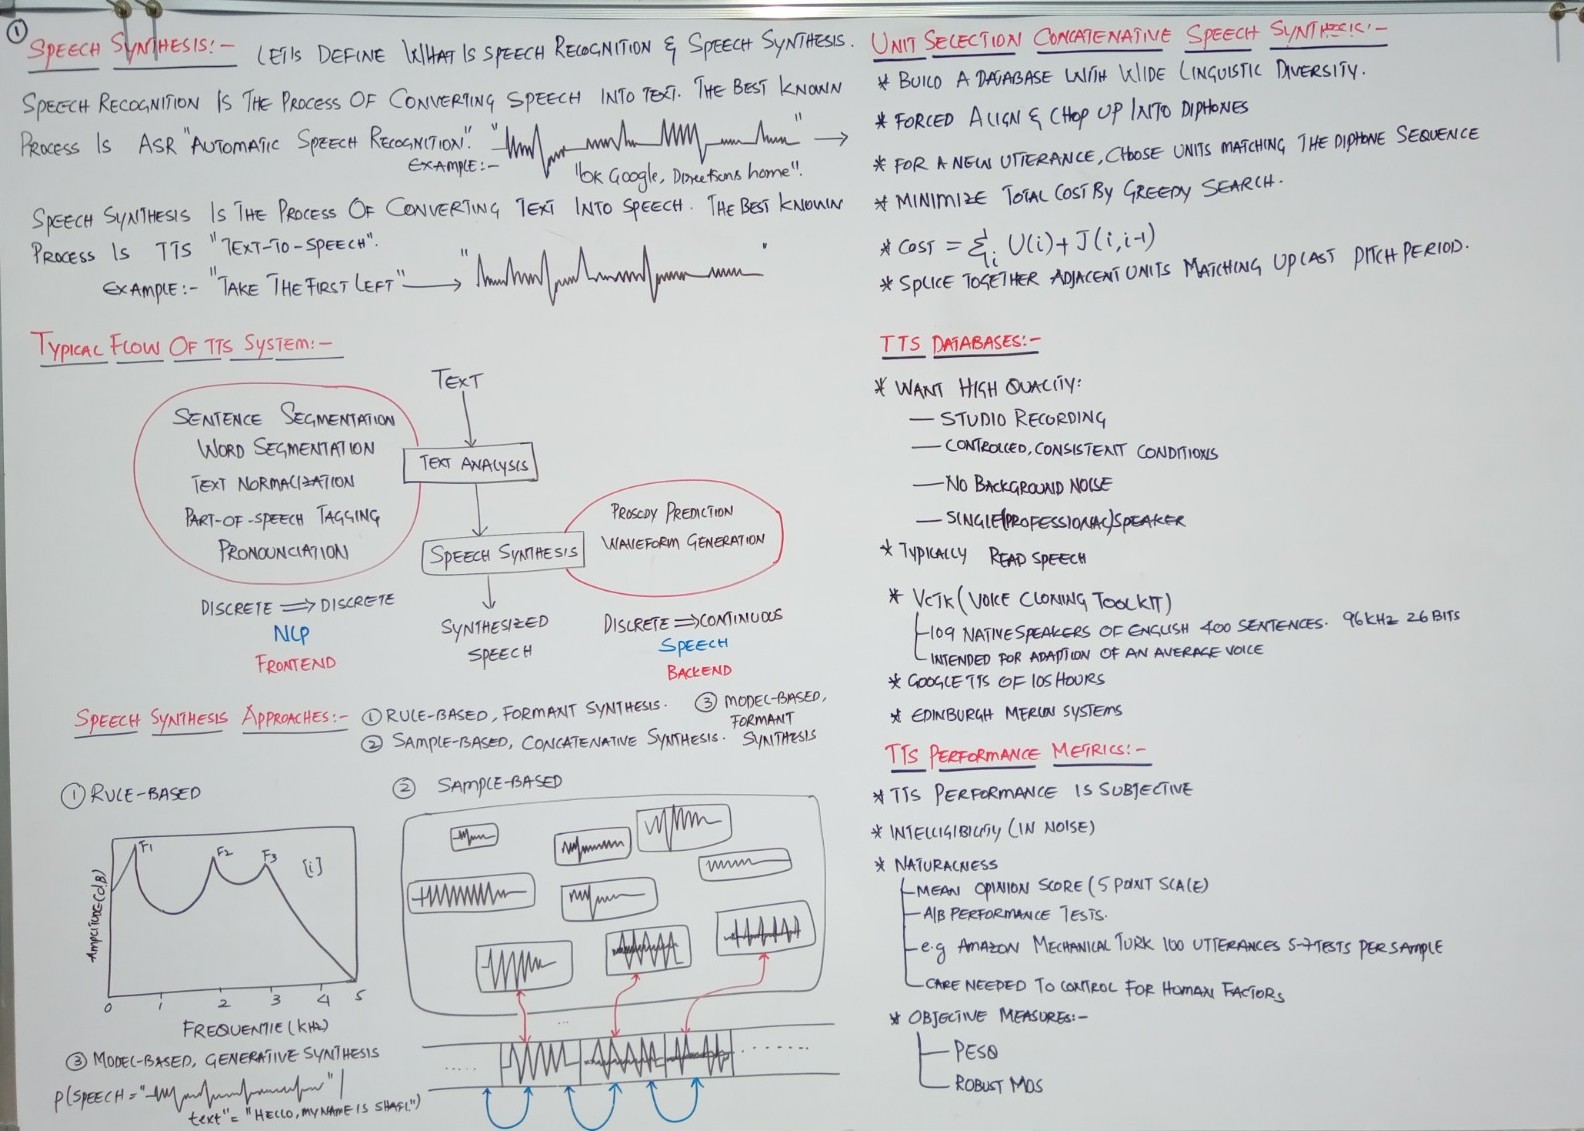 ①
SPEECH SYNTHESIS:- LETS DEFINE WHAT IS SPEECH RECOGNITION & SPEECH SYNTHESIS.
SPEECH RECOGNITION IS THE PROCESS OF CONVERTING SPEECH INTO TEXT. THE BEST KNOWN
PROCESS IS ASR "AUTOMATIC SPEECH RECOGNITION".
EXAMPLE:- "OK Google, Directions home".
SPEECH SYNTHESIS IS THE PROCESS OF CONVERTING TEXT INTO SPEECH. THE BEST KNOWN
PROCESS IS TTS "TEXT-TO-SPEECH".
EXAMPLE:- "TAKE THE FIRST LEFT"
TYPICAL FLOW OF TTS SYSTEM:-
TEXT
SENTENCE SEGMENTATION
WORD SEGMENTATION
TEXT NORMALIZATION
PART-OF-SPEECH TAGGING
PRONOUNCIATION
TEXT ANALYSIS
SPEECH SYNTHESIS
PROSODY PREDICTION
WAVEFORM GENERATION
DISCRETE ⟹ DISCRETE
NLP
FRONTEND
SYNTHESIZED
SPEECH
DISCRETE ⟹ CONTINUOUS
SPEECH
BACKEND
SPEECH SYNTHESIS APPROACHES:- ① RULE-BASED, FORMANT SYNTHESIS.
② SAMPLE-BASED, CONCATENATIVE SYNTHESIS.
③ MODEL-BASED,
FORMANT
SYNTHESIS
① RULE-BASED
F1 F2 F3 [i]
Amplitude(dB)
0 1 2 3 4 5
FREQUENTIE (kHz)
② SAMPLE-BASED
③ MODEL-BASED, GENERATIVE SYNTHESIS
P(SPEECH = " " |
text" = "HELLO, MY NAME IS SHAFI.")
UNIT SELECTION CONCATENATIVE SPEECH SYNTHESIS:-
* BUILD A DATABASE WITH WIDE LINGUISTIC DIVERSITY.
* FORCED ALIGN & CHOP UP INTO DIPHONES
* FOR A NEW UTTERANCE, CHOOSE UNITS MATCHING THE DIPHONE SEQUENCE
* MINIMIZE TOTAL COST BY GREEDY SEARCH.
* COST = Σi U(i) + J(i,i-1)
* SPLICE TOGETHER ADJACENT UNITS MATCHING UP LAST PITCH PERIOD.
TTS DATABASES:-
* WANT HIGH QUALITY:
— STUDIO RECORDING
— CONTROLLED, CONSISTENT CONDITIONS
— NO BACKGROUND NOISE
— SINGLE(PROFESSIONAL)SPEAKER
* TYPICALLY READ SPEECH
* VCTK (VOICE CLONING TOOLKIT)
109 NATIVE SPEAKERS OF ENGLISH 400 SENTENCES. 96KHZ 26 BITS
INTENDED FOR ADAPTION OF AN AVERAGE VOICE
* GOOGLE TTS OF 10S HOURS
* EDINBURGH MERLIN SYSTEMS
TTS PERFORMANCE METRICS:-
* TTS PERFORMANCE IS SUBJECTIVE
* INTELLIGIBILITY (IN NOISE)
* NATURALNESS
MEAN OPINION SCORE (5 POINT SCALE)
A/B PERFORMANCE TESTS.
e.g AMAZON MECHANICAL TURK 100 UTTERANCES 5-7 TESTS PER SAMPLE
CARE NEEDED TO CONTROL FOR HUMAN FACTORS
* OBJECTIVE MEASURES:-
PESQ
ROBUST MOS